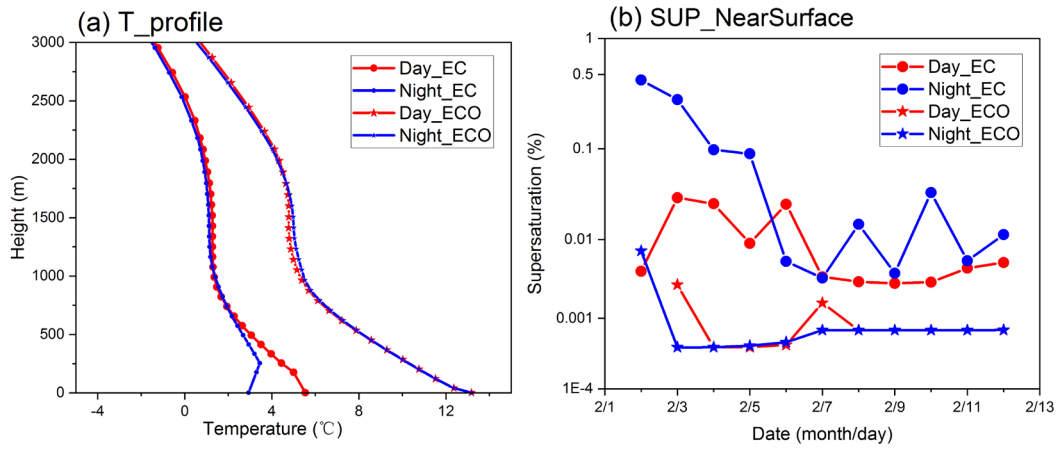 (a) T_profile
3000
2500
2000
1500
1000
500
0
Height (m)
-4
0
4
8
12
Temperature (℃)
Day_EC
Night_EC
Day_ECO
Night_ECO
(b) SUP_NearSurface
1
0.5
0.1
0.01
0.001
1E-4
Supersaturation (%)
2/1
2/3
2/5
2/7
2/9
2/11
2/13
Date (month/day)
Day_EC
Night_EC
Day_ECO
Night_ECO